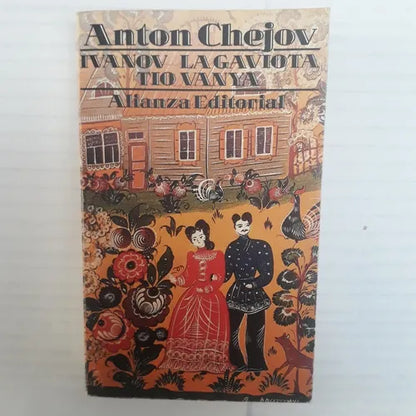 Anton Chejov
IVANOV LA GAVIOTA
TIO VANYA
Alianza Editorial